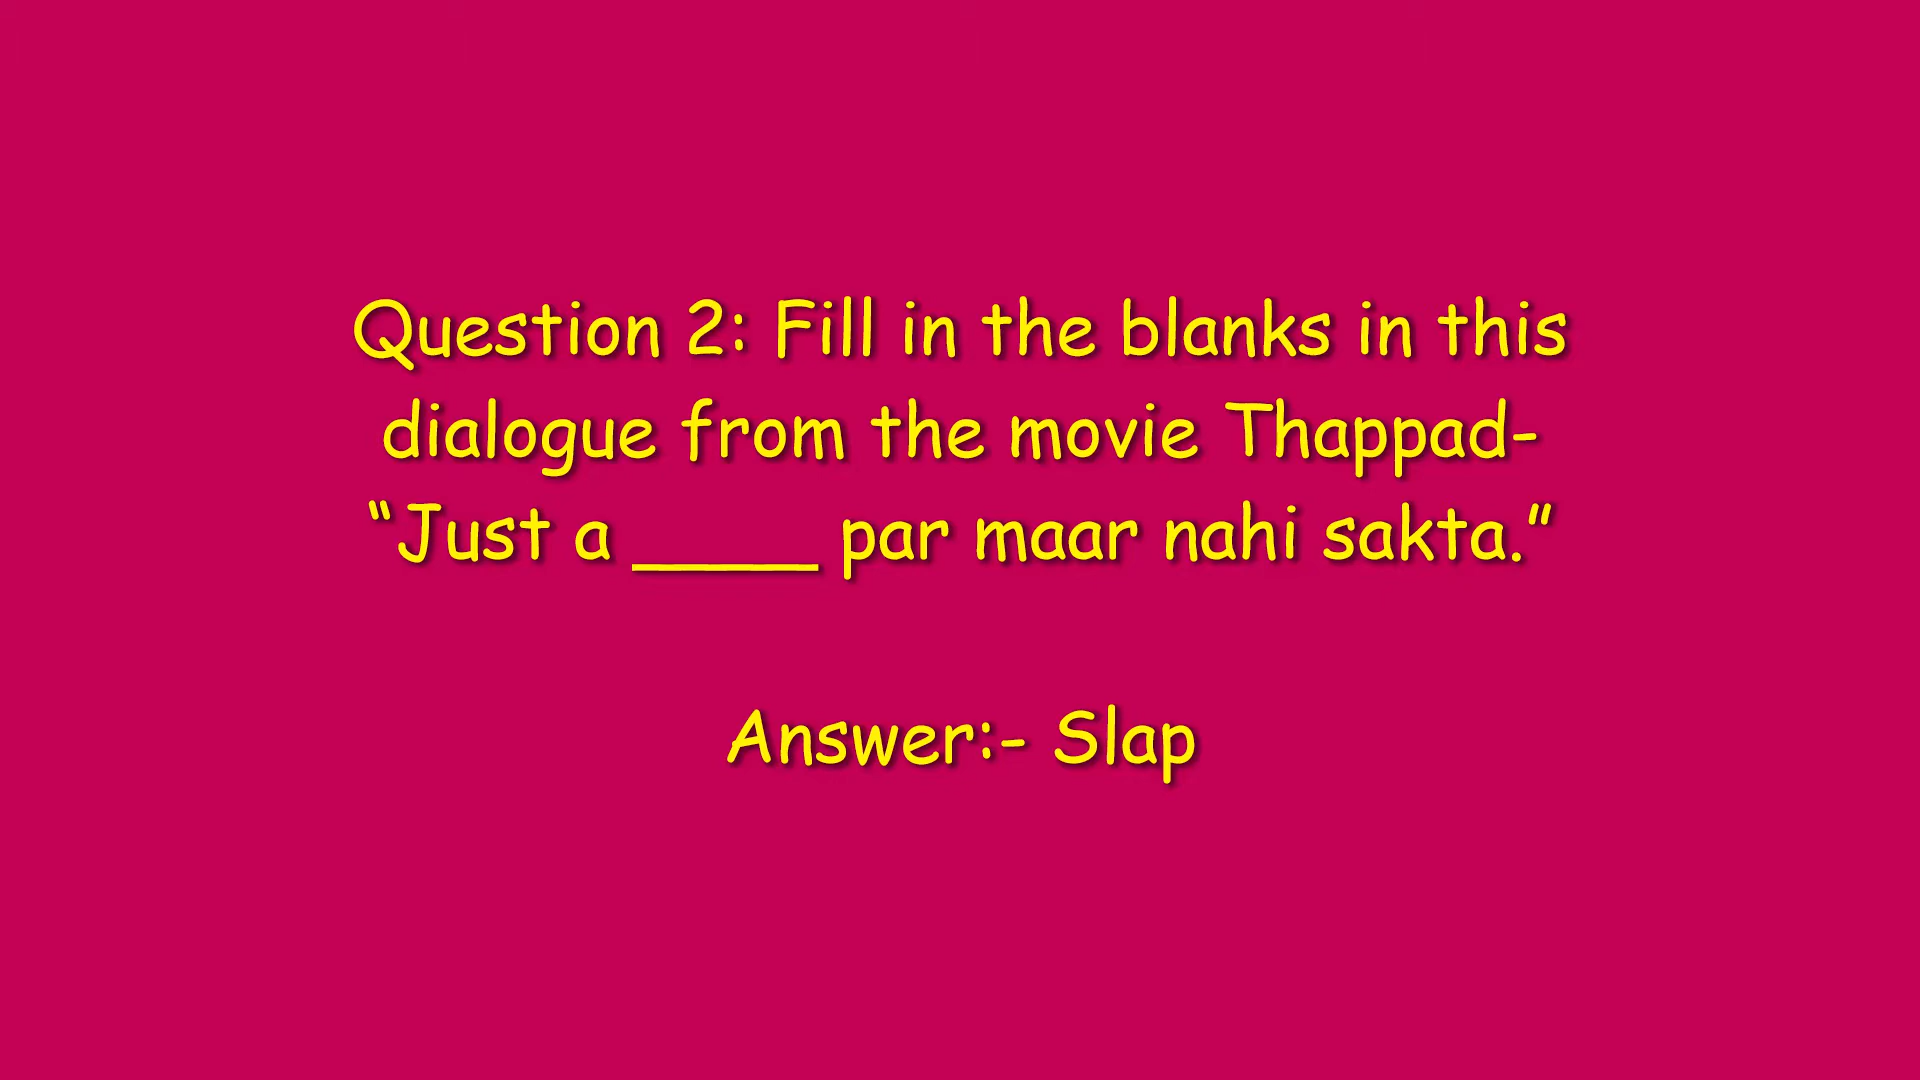 Question 2: Fill in the blanks in this
dialogue from the movie Thappad-
“Just a ____ par maar nahi sakta.”
Answer:- Slap